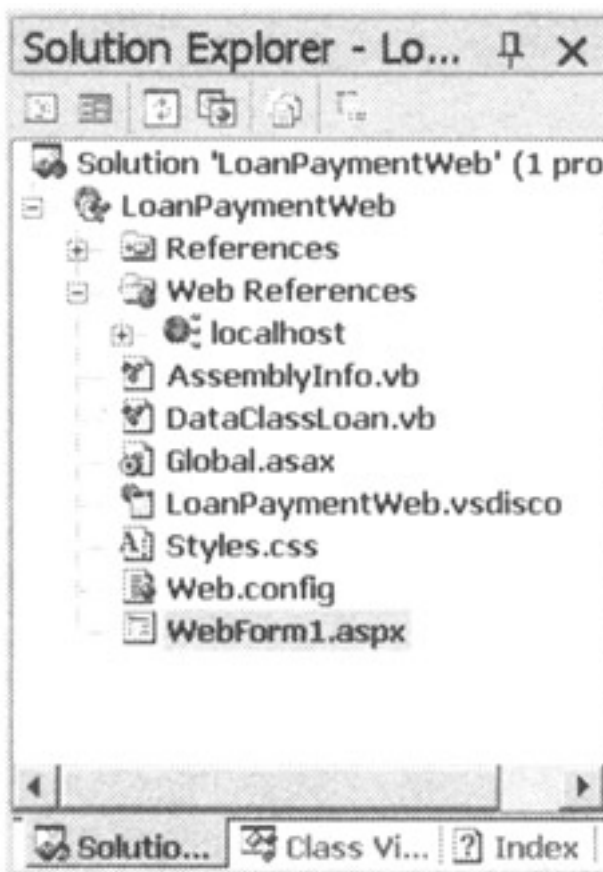 Solution Explorer - Lo...
Solution 'LoanPaymentWeb' (1 pro
LoanPaymentWeb
References
Web References
localhost
AssemblyInfo.vb
DataClassLoan.vb
Global.asax
LoanPaymentWeb.vsdisco
Styles.css
Web.config
WebForm1.aspx
Solutio... Class Vi... Index